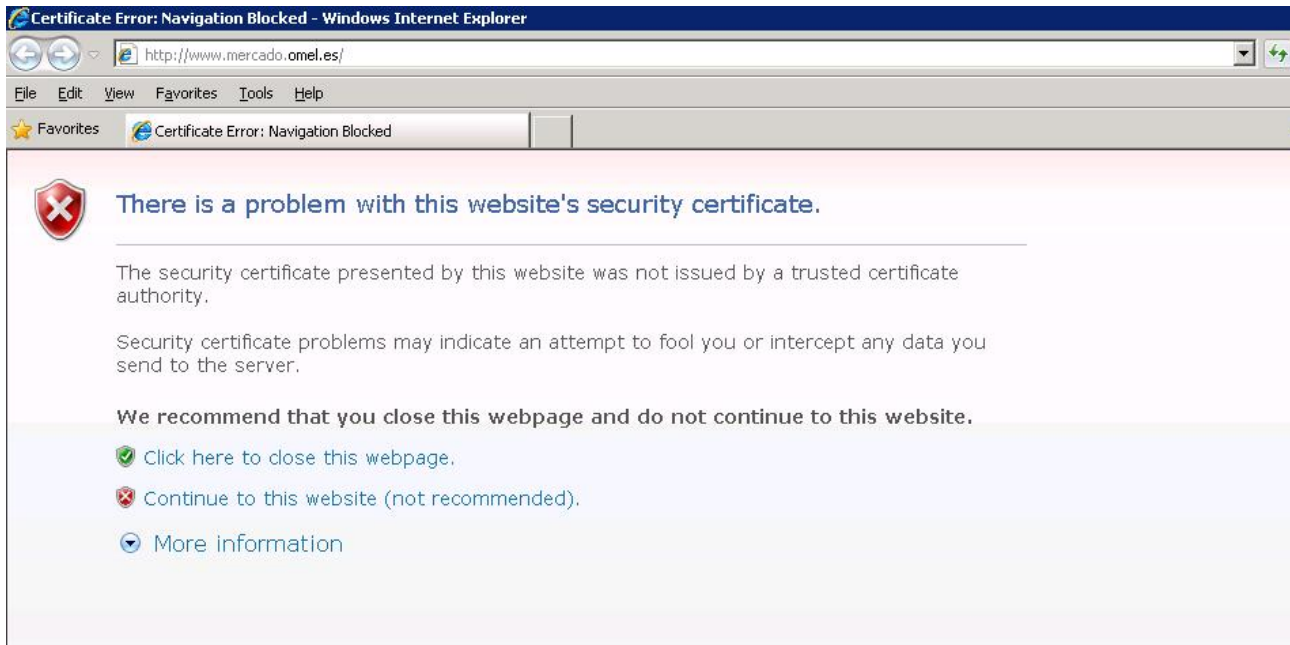 Certificate Error: Navigation Blocked - Windows Internet Explorer
http://www.mercado.omel.es/
File Edit View Favorites Tools Help
Favorites Certificate Error: Navigation Blocked
There is a problem with this website's security certificate.
The security certificate presented by this website was not issued by a trusted certificate
authority.
Security certificate problems may indicate an attempt to fool you or intercept any data you
send to the server.
We recommend that you close this webpage and do not continue to this website.
Click here to close this webpage.
Continue to this website (not recommended).
More information